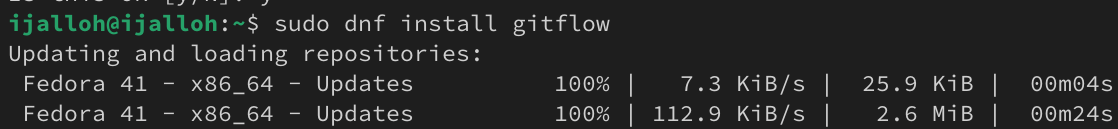 ijalloh@ijalloh:~$ sudo dnf install gitflow
Updating and loading repositories:
Fedora 41 - x86_64 - Updates 100% | 7.3 KiB/s | 25.9 KiB | 00m04s
Fedora 41 - x86_64 - Updates 100% | 112.9 KiB/s | 2.6 MiB | 00m24s